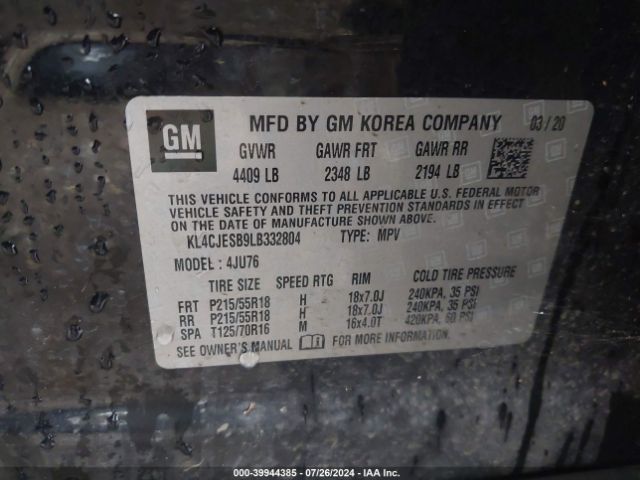 GM
MFD BY GM KOREA COMPANY 03/20
GVWR GAWR FRT GAWR RR
4409 LB 2348 LB 2194 LB
THIS VEHICLE CONFORMS TO ALL APPLICABLE U.S. FEDERAL MOTOR
VEHICLE SAFETY AND THEFT PREVENTION STANDARDS IN EFFECT ON
THE DATE OF MANUFACTURE SHOWN ABOVE.
KL4CJESB9LB332804 TYPE: MPV
MODEL : 4JU76
TIRE SIZE SPEED RTG RIM COLD TIRE PRESSURE
FRT P215/55R18 H 18x7.0J 240KPA, 35 PSI
RR P215/55R18 H 18x7.0J 240KPA, 35 PSI
SPA T125/70R16 M 16x4.0T 420KPA, 60 PSI
SEE OWNER'S MANUAL FOR MORE INFORMATION.
000-39944385 - 07/26/2024 - IAA Inc.